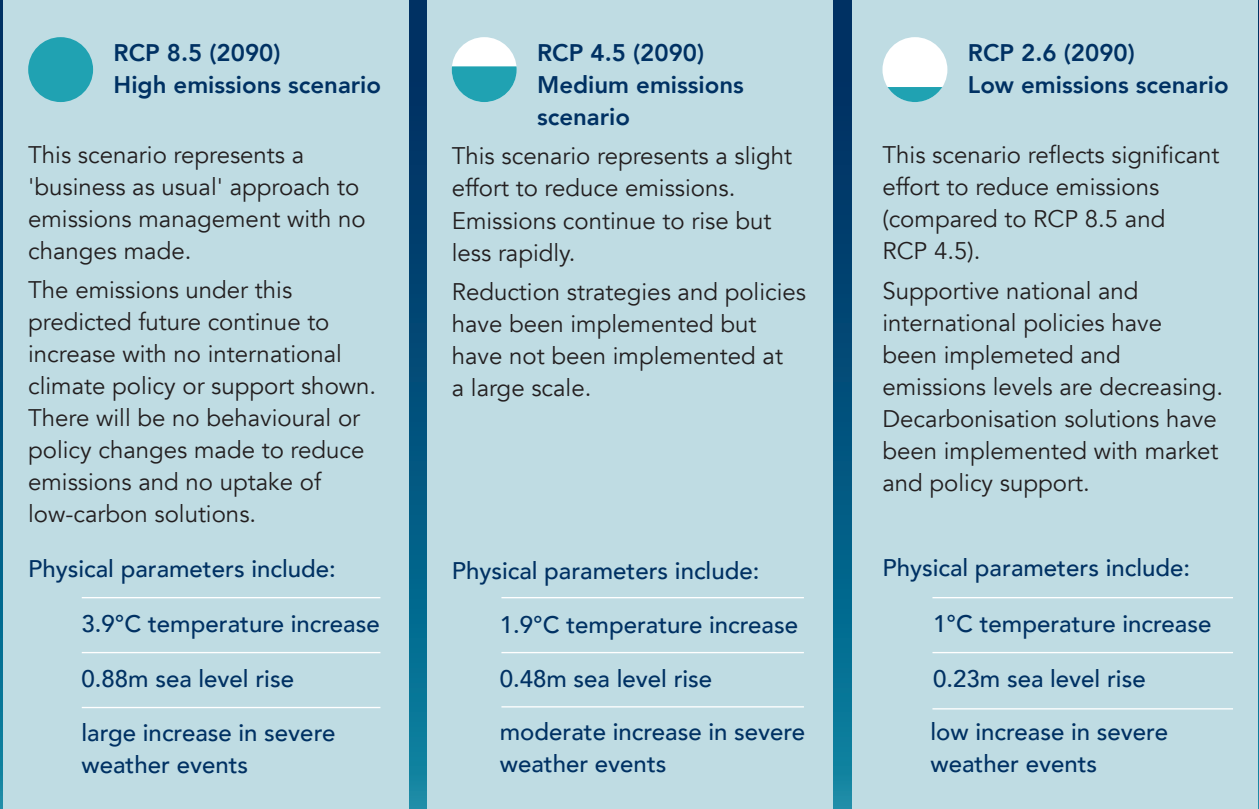 RCP 8.5 (2090)
High emissions scenario
This scenario represents a
'business as usual' approach to
emissions management with no
changes made.
The emissions under this
predicted future continue to
increase with no international
climate policy or support shown.
There will be no behavioural or
policy changes made to reduce
emissions and no uptake of
low-carbon solutions.
Physical parameters include:
3.9°C temperature increase
0.88m sea level rise
large increase in severe
weather events
RCP 4.5 (2090)
Medium emissions
scenario
This scenario represents a slight
effort to reduce emissions.
Emissions continue to rise but
less rapidly.
Reduction strategies and policies
have been implemented but
have not been implemented at
a large scale.
Physical parameters include:
1.9°C temperature increase
0.48m sea level rise
moderate increase in severe
weather events
RCP 2.6 (2090)
Low emissions scenario
This scenario reflects significant
effort to reduce emissions
(compared to RCP 8.5 and
RCP 4.5).
Supportive national and
international policies have
been implemeted and
emissions levels are decreasing.
Decarbonisation solutions have
been implemented with market
and policy support.
Physical parameters include:
1°C temperature increase
0.23m sea level rise
low increase in severe
weather events